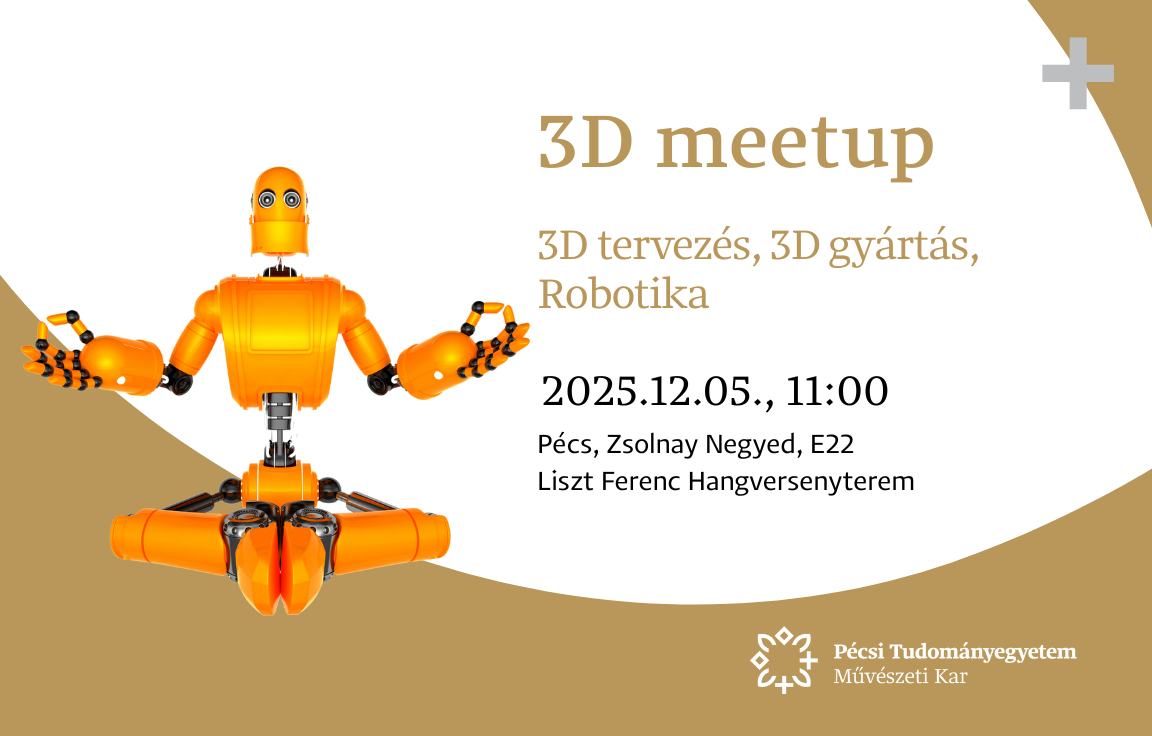 3D meetup
3D tervezés, 3D gyártás,
Robotika
2025.12.05., 11:00
Pécs, Zsolnay Negyed, E22
Liszt Ferenc Hangversenyterem
Pécsi Tudományegyetem
Művészeti Kar